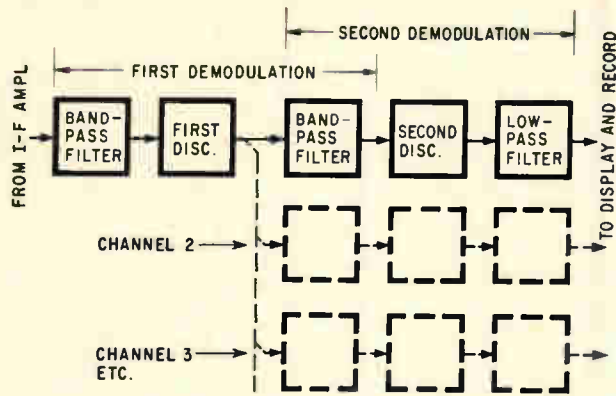 SECOND DEMODULATION
FIRST DEMODULATION
FROM I-F AMPL
BAND-
PASS
FILTER
FIRST
DISC.
BAND-
PASS
FILTER
SECOND
DISC.
LOW-
PASS
FILTER
TO DISPLAY AND RECORD
CHANNEL 2
CHANNEL 3
ETC.